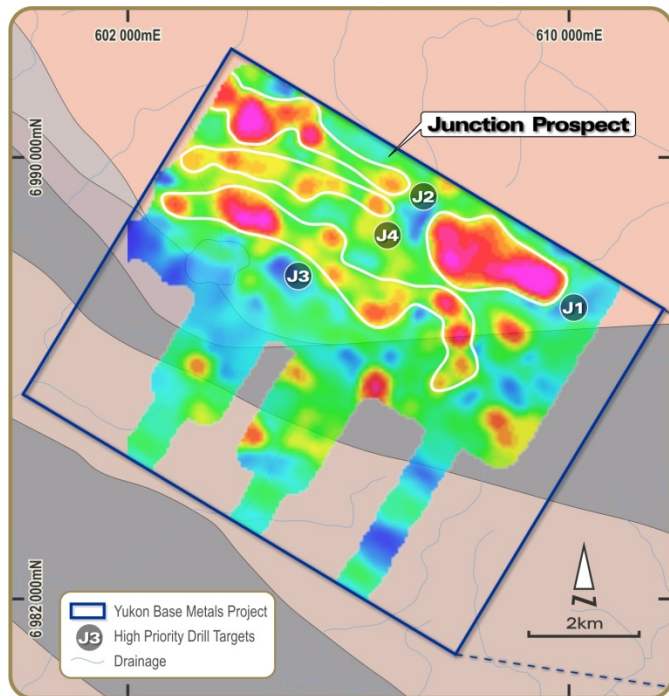 602 000mE
610 000mE
Junction Prospect
6 990 000mN
J2
J4
J3
J1
6 982 000mN
Yukon Base Metals Project
J3
High Priority Drill Targets
Drainage
N
2km